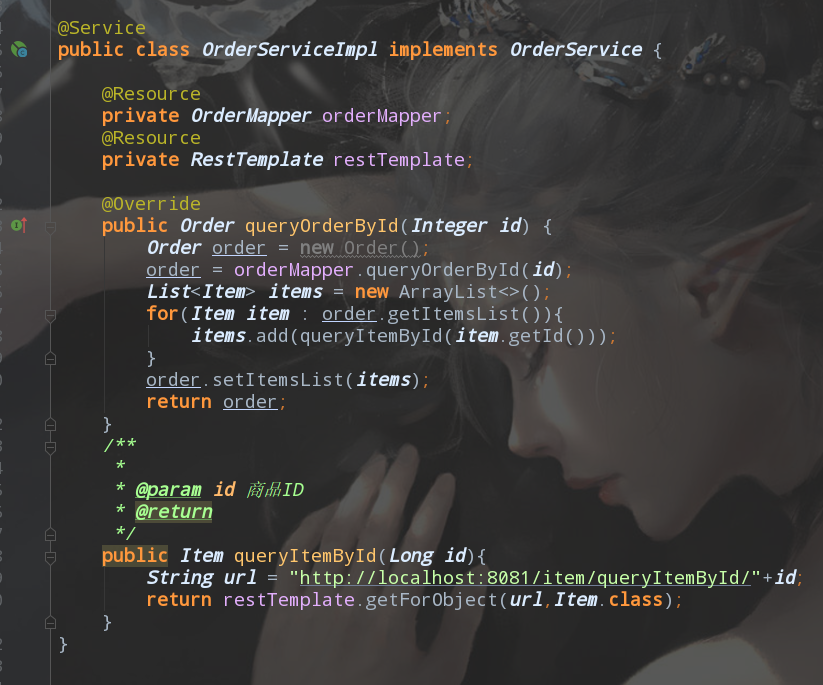 @Service
public class OrderServiceImpl implements OrderService {
@Resource
private OrderMapper orderMapper;
@Resource
private RestTemplate restTemplate;
@Override
public Order queryOrderById(Integer id) {
Order order = new Order();
order = orderMapper.queryOrderById(id);
List<Item> items = new ArrayList<>();
for(Item item : order.getItemsList()){
items.add(queryItemById(item.getId()));
}
order.setItemsList(items);
return order;
}
/**
*
* @param id 商品ID
* @return
*/
public Item queryItemById(Long id){
String url = "http://localhost:8081/item/queryItemById/"+id;
return restTemplate.getForObject(url,Item.class);
}
}